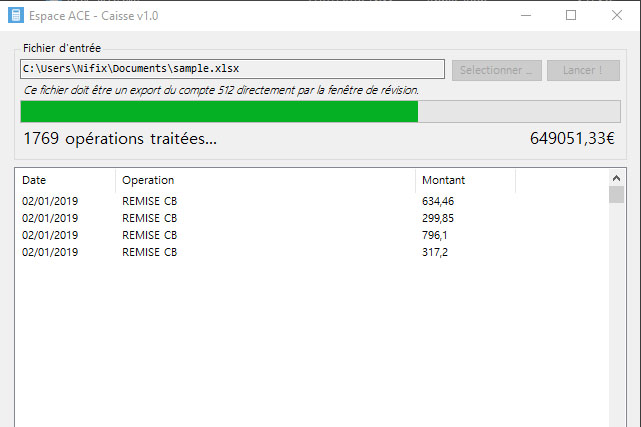 Espace ACE - Caisse v1.0
Fichier d'entrée
C:\Users\Nifix\Documents\sample.xlsx
Selectionner ...
Lancer !
Ce fichier doit être un export du compte 512 directement par la fenêtre de révision.
1769 opérations traitées... 649051,33€
Date Operation Montant
02/01/2019 REMISE CB 634,46
02/01/2019 REMISE CB 299,85
02/01/2019 REMISE CB 796,1
02/01/2019 REMISE CB 317,2